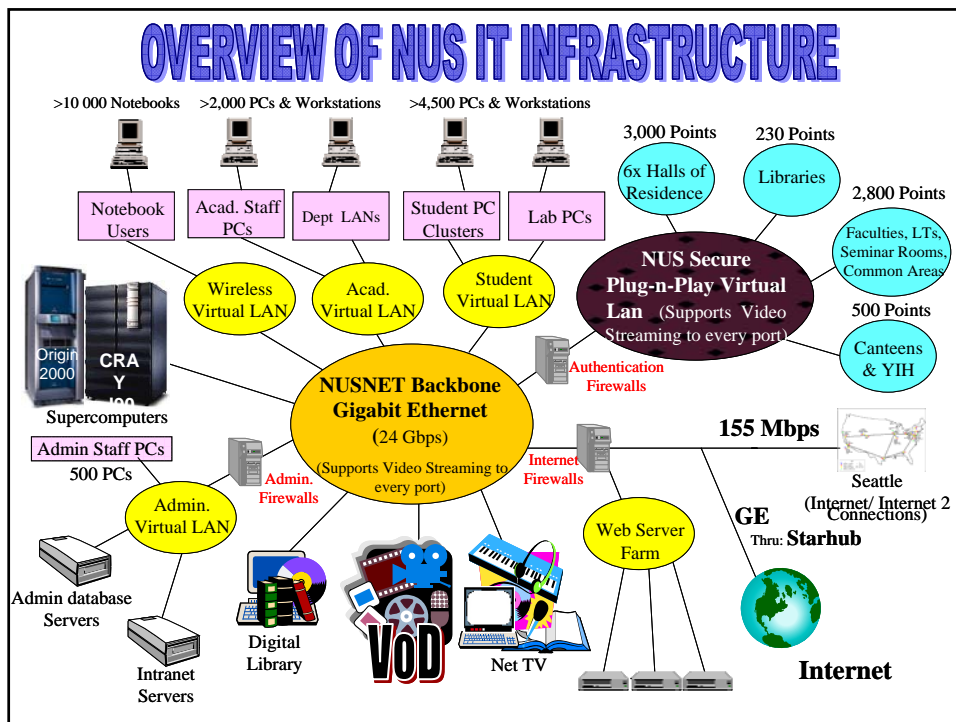 OVERVIEW OF NUS IT INFRASTRUCTURE
>10 000 Notebooks
>2,000 PCs & Workstations
>4,500 PCs & Workstations
3,000 Points
230 Points
6x Halls of
Residence
Libraries
2,800 Points
Notebook
Users
Acad. Staff
PCs
Dept LANs
Student PC
Clusters
Lab PCs
Faculties, LTs,
Seminar Rooms,
Common Areas
NUS Secure
Plug-n-Play Virtual
Lan (Supports Video
Streaming to every port)
Wireless
Virtual LAN
Acad.
Virtual LAN
Student
Virtual LAN
500 Points
Canteens
& YIH
Origin
2000
CRA
Y
Supercomputers
NUSNET Backbone
Gigabit Ethernet
(24 Gbps)
(Supports Video Streaming to
every port)
Authentication
Firewalls
Admin Staff PCs
500 PCs
Admin.
Firewalls
Internet
Firewalls
155 Mbps
Seattle
(Internet/ Internet 2
Connections)
Admin.
Virtual LAN
Web Server
Farm
GE
Thru: Starhub
Admin database
Servers
Intranet
Servers
Digital
Library
VoD
Net TV
Internet